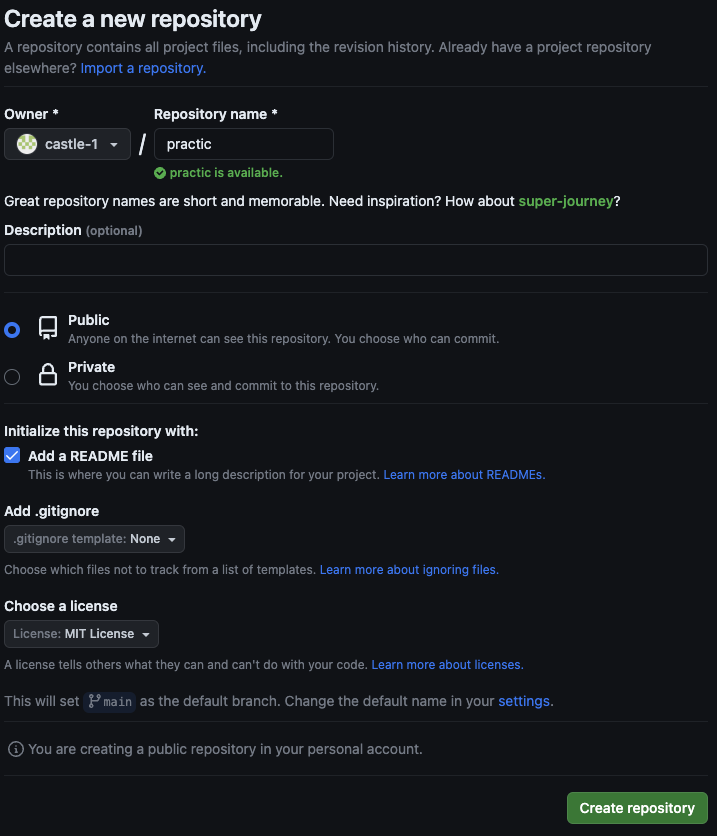 Create a new repository
A repository contains all project files, including the revision history. Already have a project repository
elsewhere? Import a repository.
Owner *
Repository name *
castle-1
/
practic
practic is available.
Great repository names are short and memorable. Need inspiration? How about super-journey?
Description (optional)
Public
Anyone on the internet can see this repository. You choose who can commit.
Private
You choose who can see and commit to this repository.
Initialize this repository with:
Add a README file
This is where you can write a long description for your project. Learn more about READMEs.
Add .gitignore
.gitignore template: None
Choose which files not to track from a list of templates. Learn more about ignoring files.
Choose a license
License: MIT License
A license tells others what they can and can't do with your code. Learn more about licenses.
This will set main as the default branch. Change the default name in your settings.
You are creating a public repository in your personal account.
Create repository